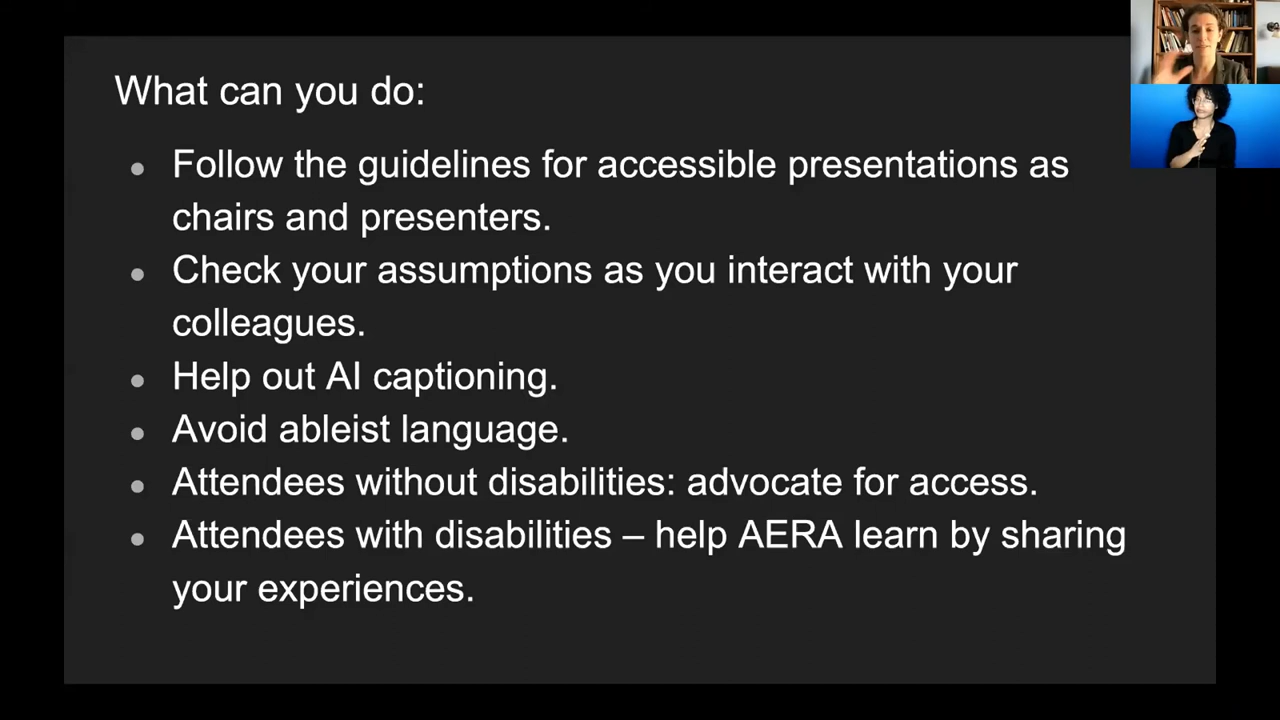 What can you do:
Follow the guidelines for accessible presentations as
chairs and presenters.
Check your assumptions as you interact with your
colleagues.
Help out AI captioning.
Avoid ableist language.
Attendees without disabilities: advocate for access.
Attendees with disabilities – help AERA learn by sharing
your experiences.